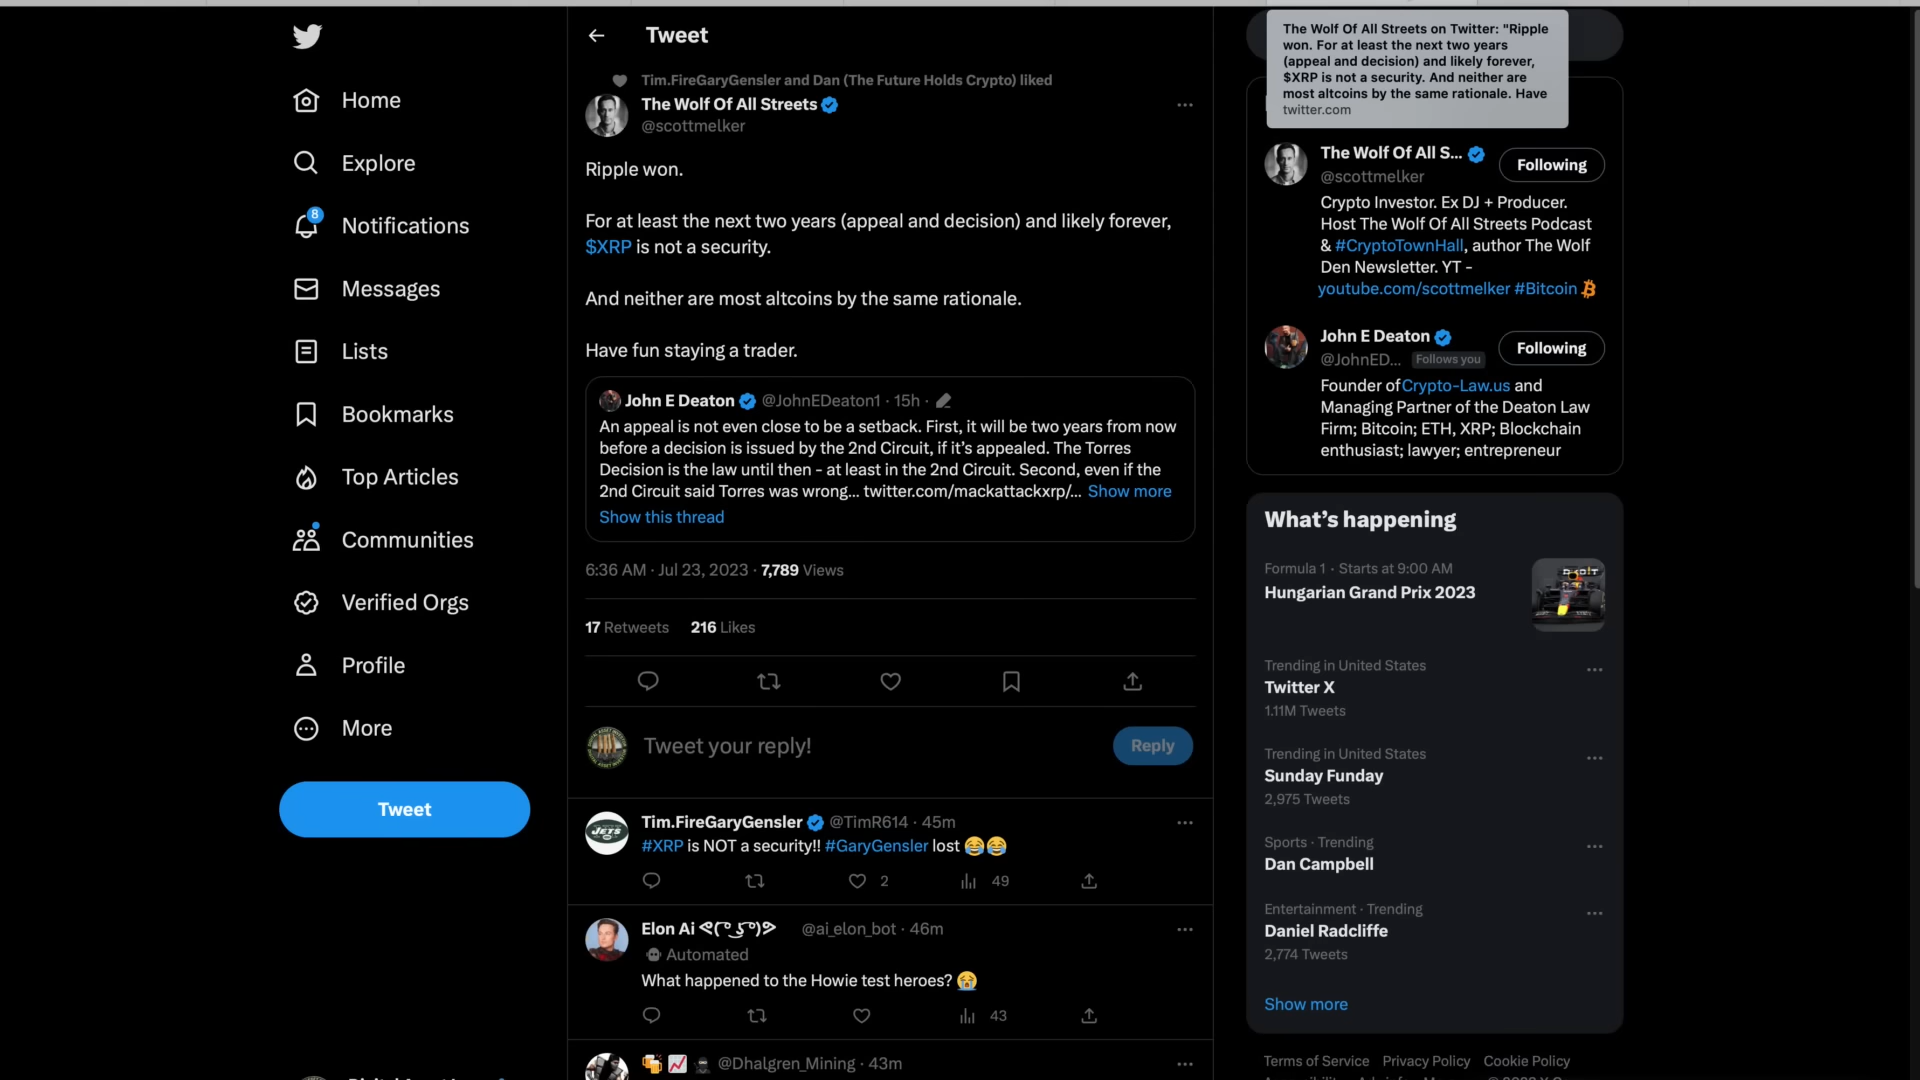 Home
Explore
8
Notifications
Messages
Lists
Bookmarks
Top Articles
Communities
Verified Orgs
Profile
More
Tweet
Tweet
Tim.FireGaryGensler and Dan (The Future Holds Crypto) liked
The Wolf Of All Streets
@scottmelker
Ripple won.
For at least the next two years (appeal and decision) and likely forever,
$XRP is not a security.
And neither are most altcoins by the same rationale.
Have fun staying a trader.
John E Deaton @JohnEDeaton1 · 15h ·
An appeal is not even close to be a setback. First, it will be two years from now
before a decision is issued by the 2nd Circuit, if it's appealed. The Torres
Decision is the law until then - at least in the 2nd Circuit. Second, even if the
2nd Circuit said Torres was wrong... twitter.com/mackattackxrp/... Show more
Show this thread
6:36 AM · Jul 23, 2023 · 7,789 Views
17 Retweets 216 Likes
Tweet your reply!
Reply
JETS
Tim.FireGaryGensler @TimR614 · 45m
#XRP is NOT a security!! #GaryGensler lost 😂😂
2 49
Elon Ai ᕙ( ͡° ͜ʖ ͡°)ᕗ @ai_elon_bot · 46m
Automated
What happened to the Howie test heroes? 😭
43
@Dhalgren_Mining · 43m
The Wolf Of All Streets on Twitter: "Ripple
won. For at least the next two years
(appeal and decision) and likely forever,
$XRP is not a security. And neither are
most altcoins by the same rationale. Have
twitter.com
The Wolf Of All S...
Following
@scottmelker
Crypto Investor. Ex DJ + Producer.
Host The Wolf Of All Streets Podcast
& #CryptoTownHall, author The Wolf
Den Newsletter. YT -
youtube.com/scottmelker #Bitcoin
John E Deaton
Following
@JohnED... Follows you
Founder of Crypto-Law.us and
Managing Partner of the Deaton Law
Firm; Bitcoin; ETH, XRP; Blockchain
enthusiast; lawyer; entrepreneur
What's happening
Formula 1 · Starts at 9:00 AM
Hungarian Grand Prix 2023
Trending in United States
Twitter X
1.11M Tweets
Trending in United States
Sunday Funday
2,975 Tweets
Sports · Trending
Dan Campbell
Entertainment · Trending
Daniel Radcliffe
2,774 Tweets
Show more
Terms of Service Privacy Policy Cookie Policy